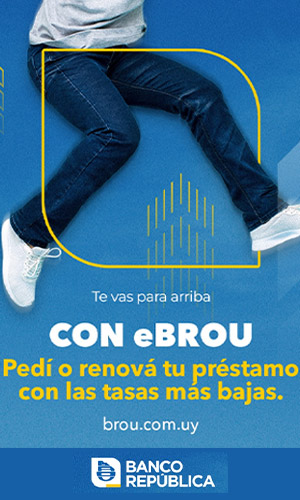 Te vas para arriba
CON eBROU
Pedí o renová tu préstamo
con las tasas más bajas.
brou.com.uy
BANCO
REPÚBLICA